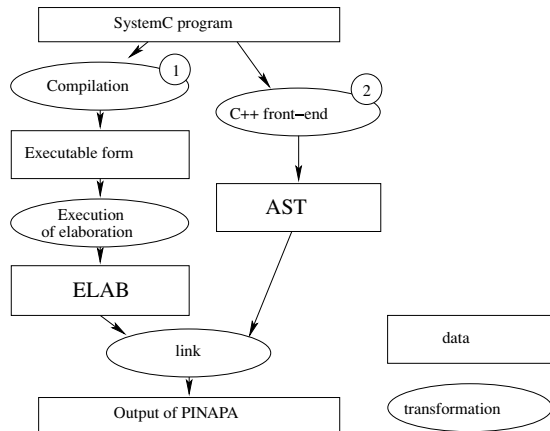 SystemC program
1
Compilation
2
C++ front−end
Executable form
AST
Execution
of elaboration
ELAB
link
data
Output of PINAPA
transformation